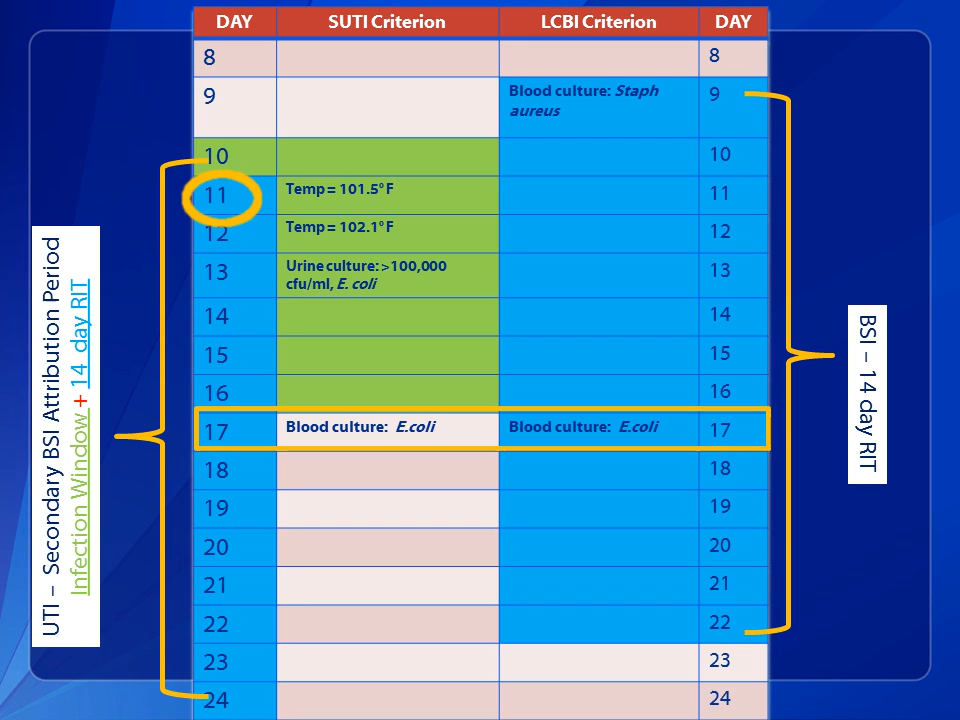 DAY SUTI Criterion LCBI Criterion DAY
8 8
9 Blood culture: Staph 9
aureus
10 10
11 Temp = 101.5° F 11
12 Temp = 102.1° F 12
13 Urine culture: >100,000 13
cfu/ml, E. coli
14 14
15 15
16 16
17 Blood culture: E.coli Blood culture: E.coli 17
18 18
19 19
20 20
21 21
22 22
23 23
24 24
UTI – Secondary BSI Attribution Period
Infection Window + 14 day RIT
BSI – 14 day RIT